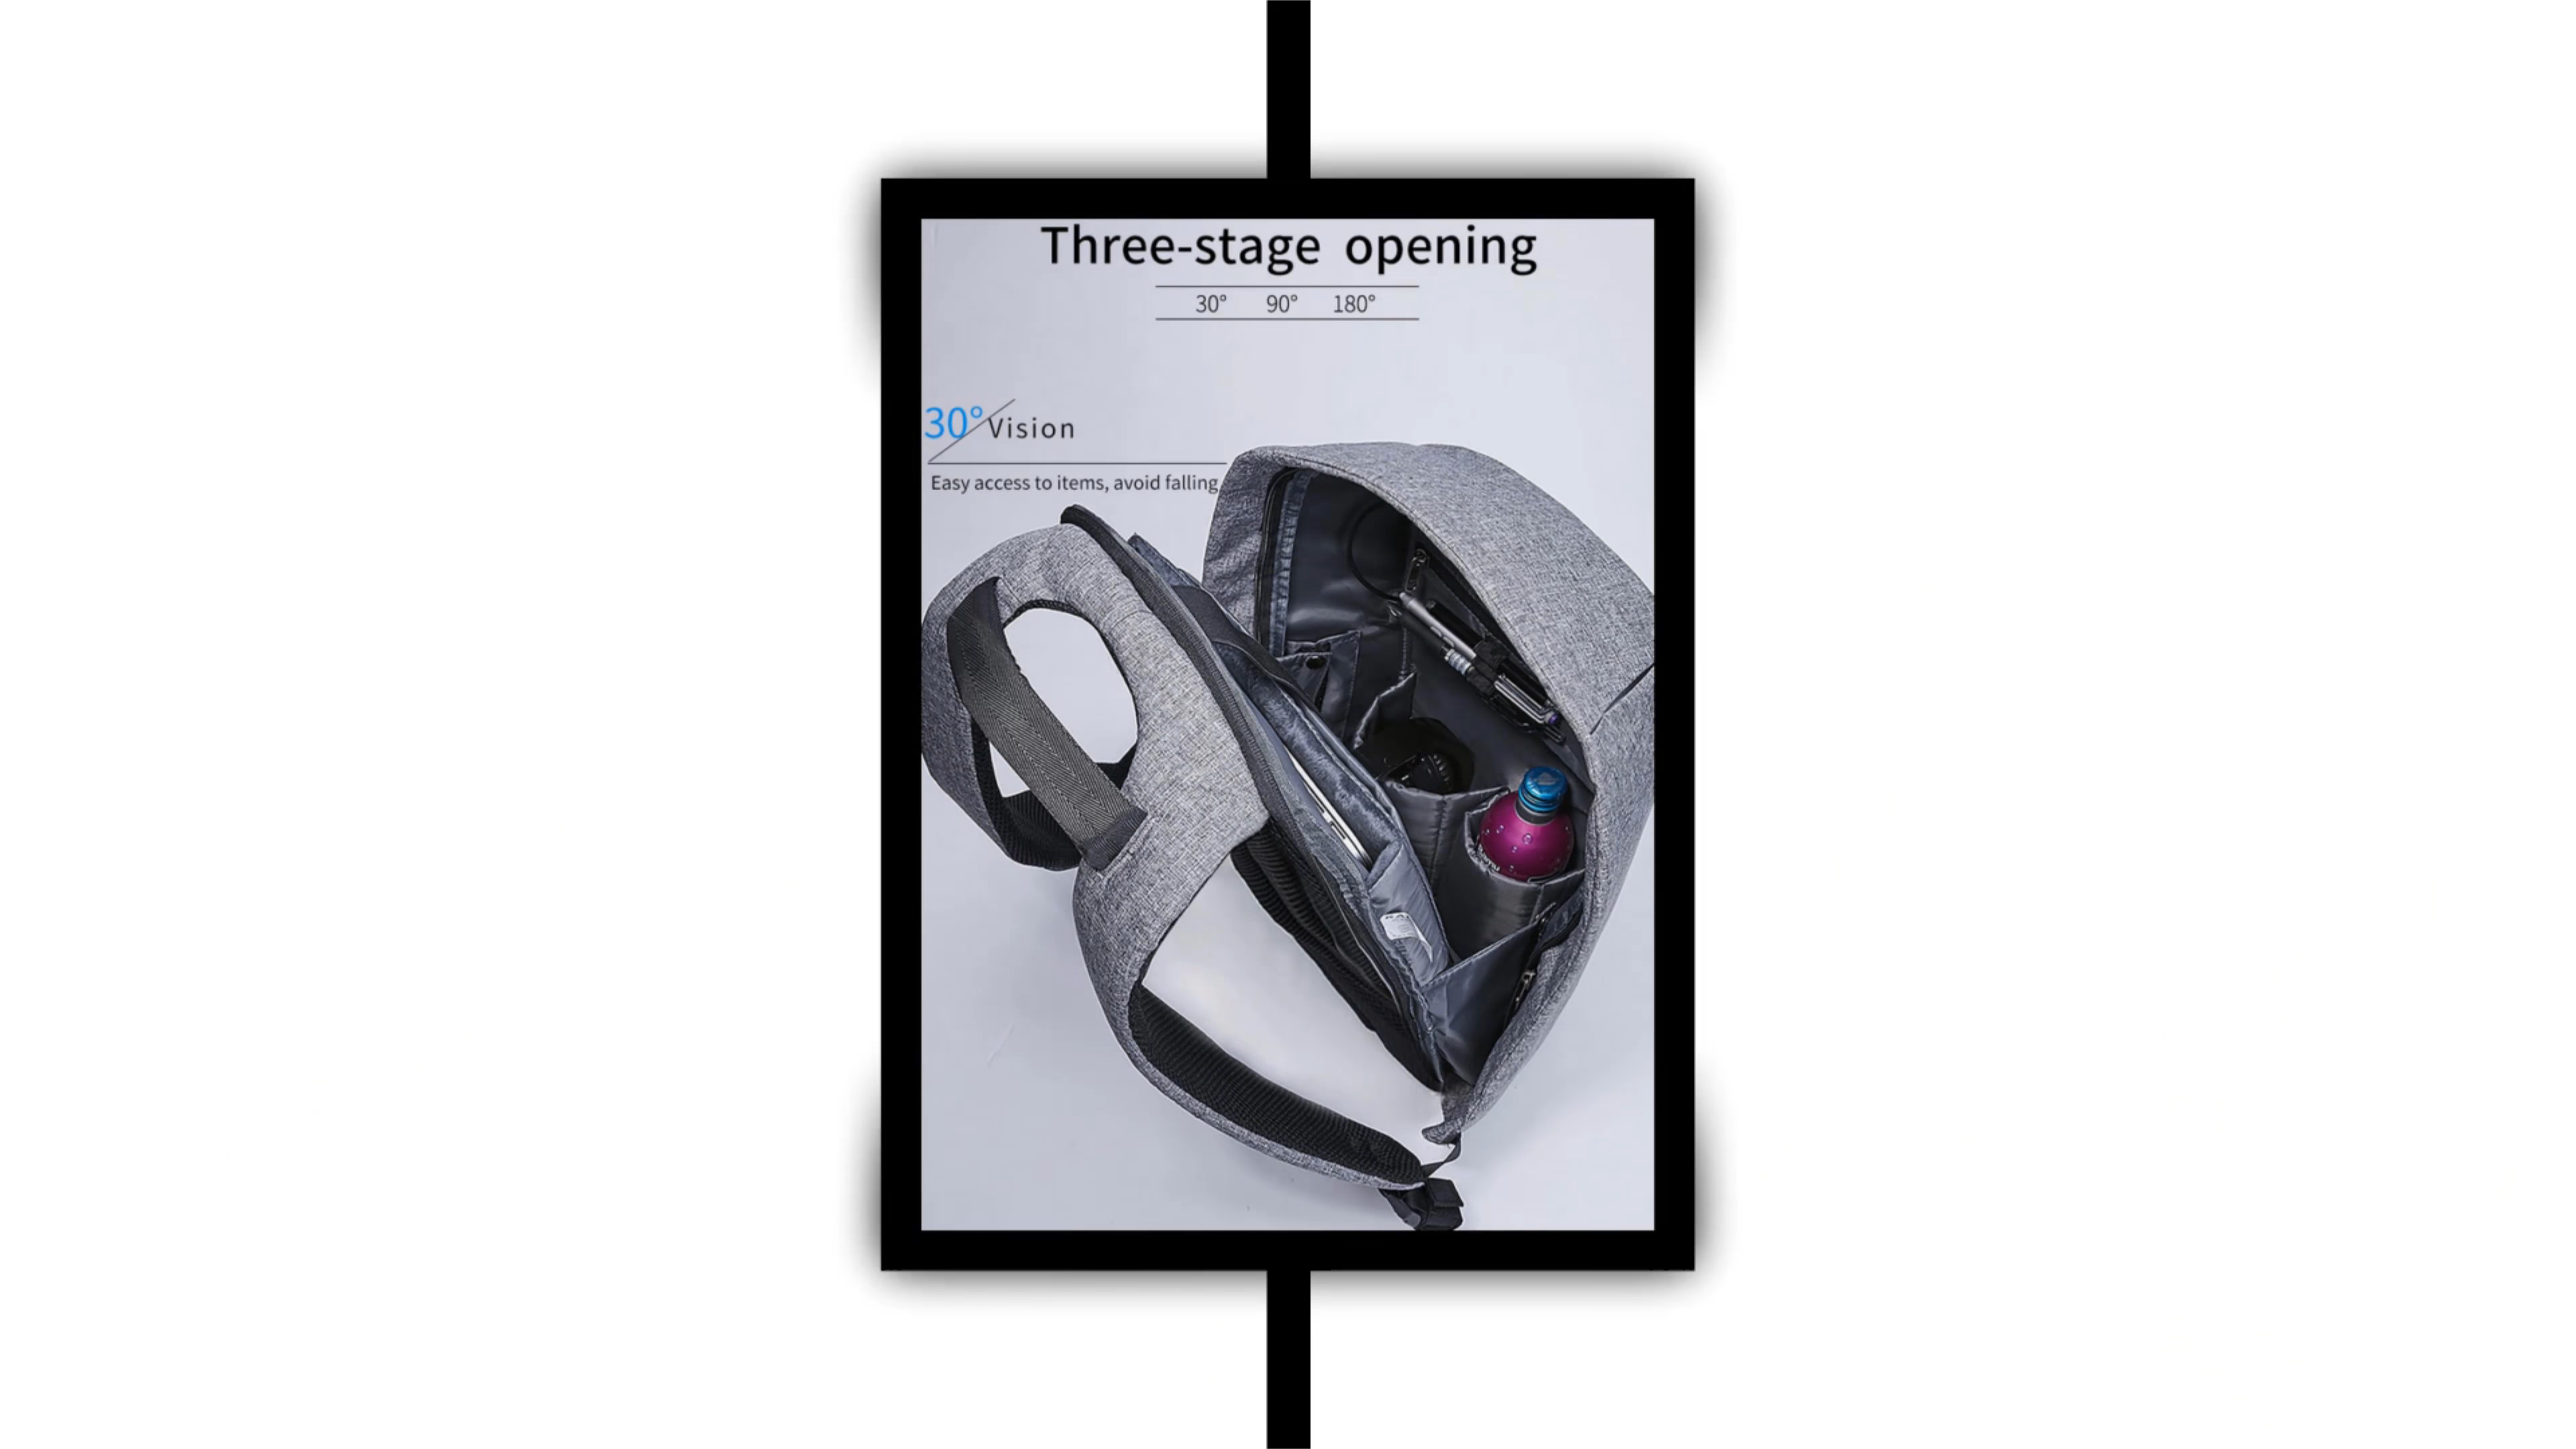 Three-stage opening
30° 90° 180°
30° Vision
Easy access to items, avoid falling